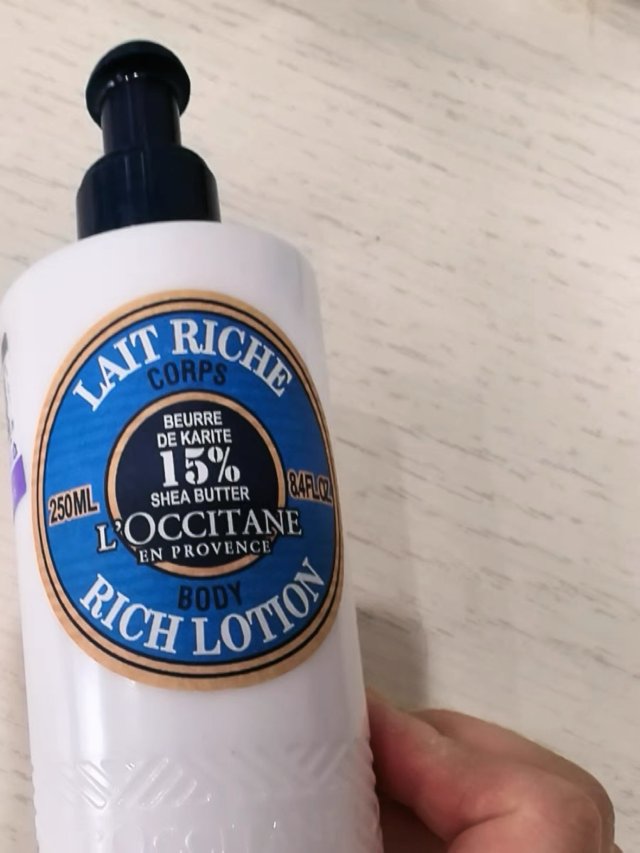 LAIT RICHE
CORPS
BEURRE
DE KARITE
15%
SHEA BUTTER
250ML
8.4FL.OZ
L'OCCITANE
EN PROVENCE
BODY
RICH LOTION